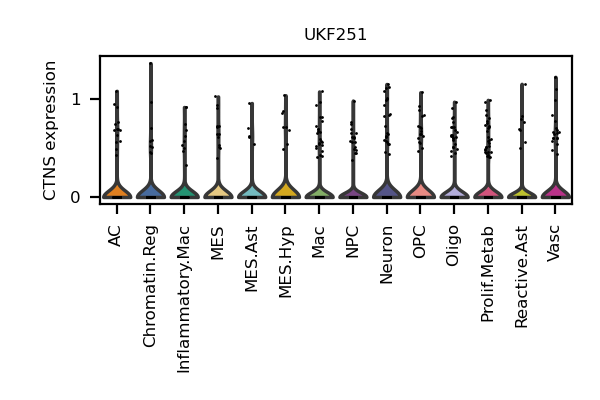 UKF251
CTNS expression
1
0
AC
Chromatin.Reg
Inflammatory.Mac
MES
MES.Ast
MES.Hyp
Mac
NPC
Neuron
OPC
Oligo
Prolif.Metab
Reactive.Ast
Vasc